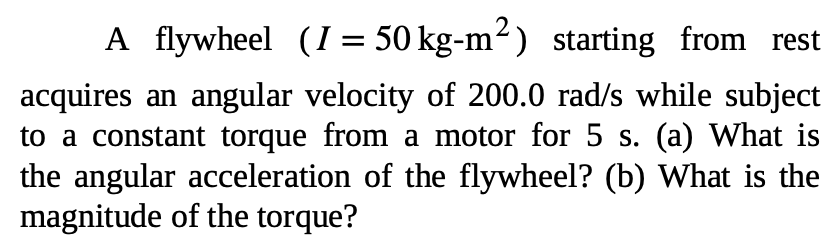 A flywheel (I = 50 kg-m²) starting from rest
acquires an angular velocity of 200.0 rad/s while subject
to a constant torque from a motor for 5 s. (a) What is
the angular acceleration of the flywheel? (b) What is the
magnitude of the torque?